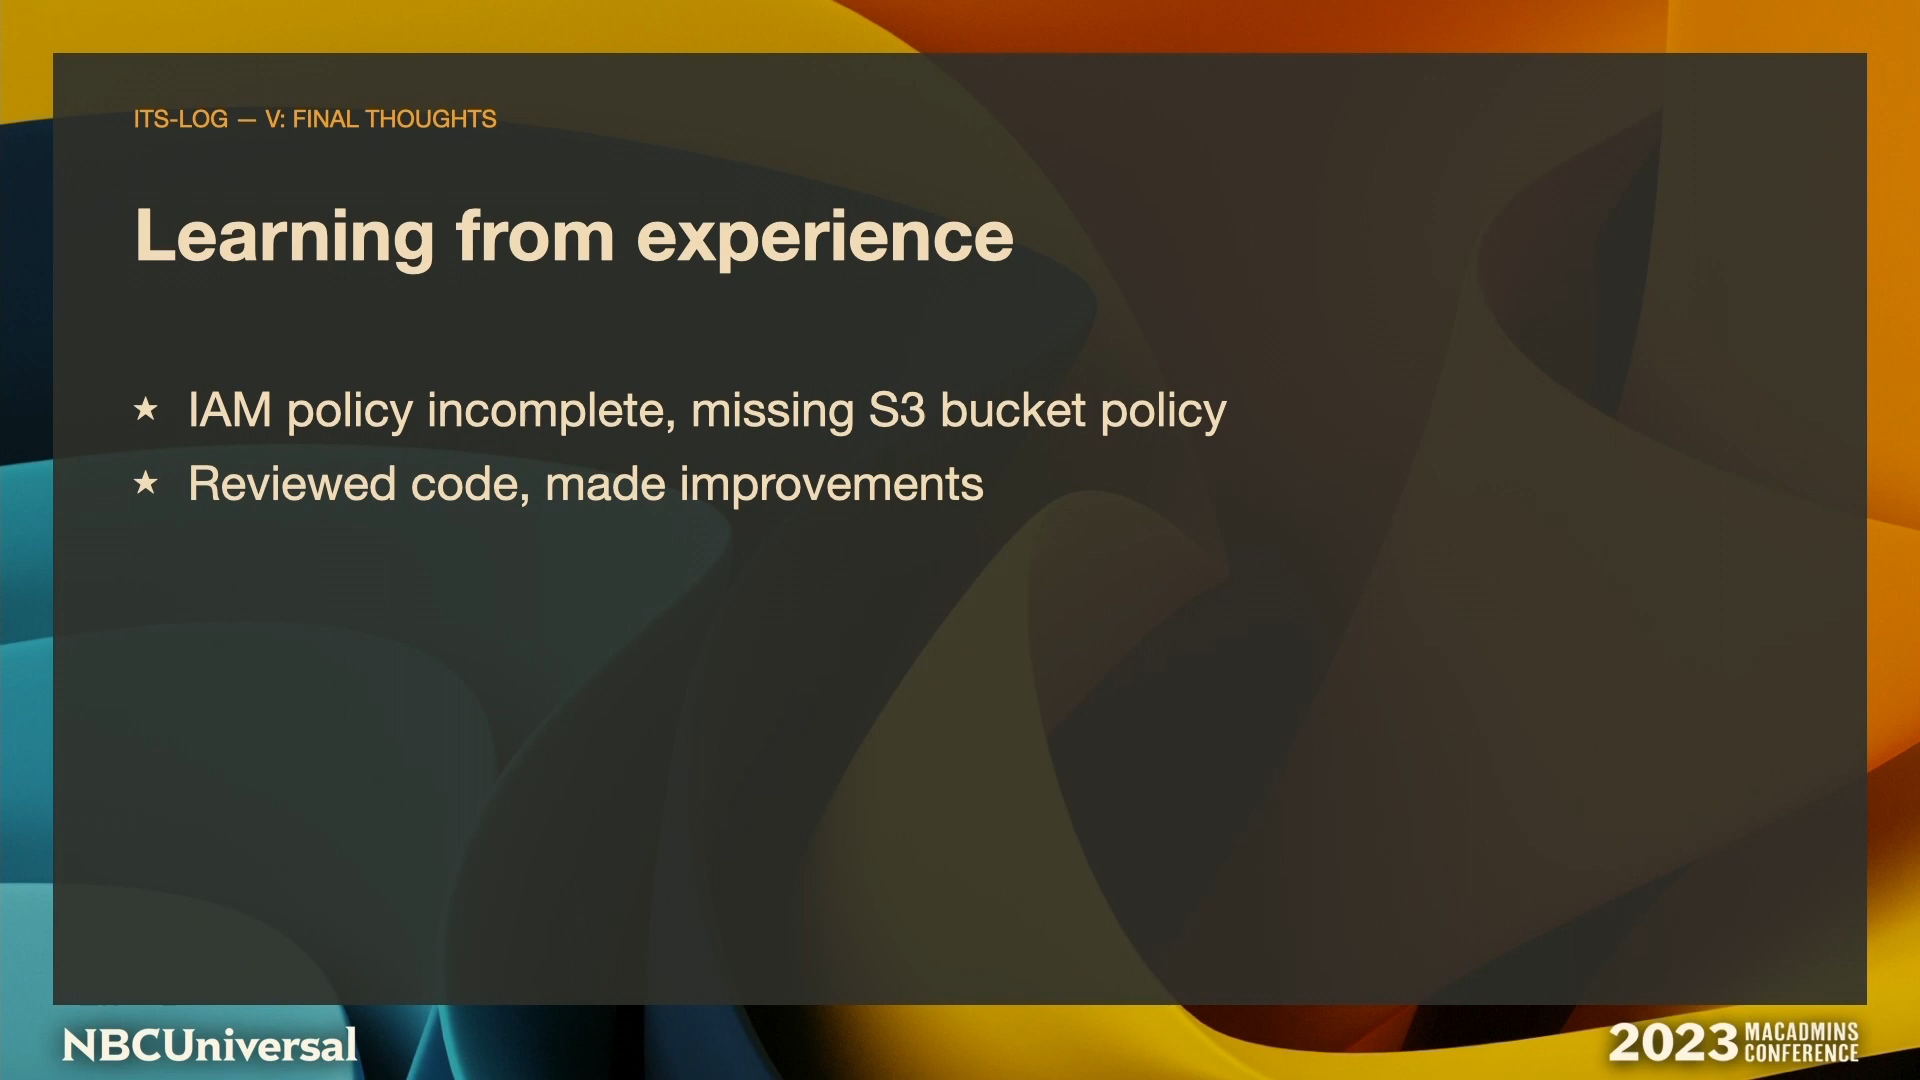 ITS-LOG — V: FINAL THOUGHTS
Learning from experience
★ IAM policy incomplete, missing S3 bucket policy
★ Reviewed code, made improvements
NBCUniversal
2023 MACADMINS CONFERENCE